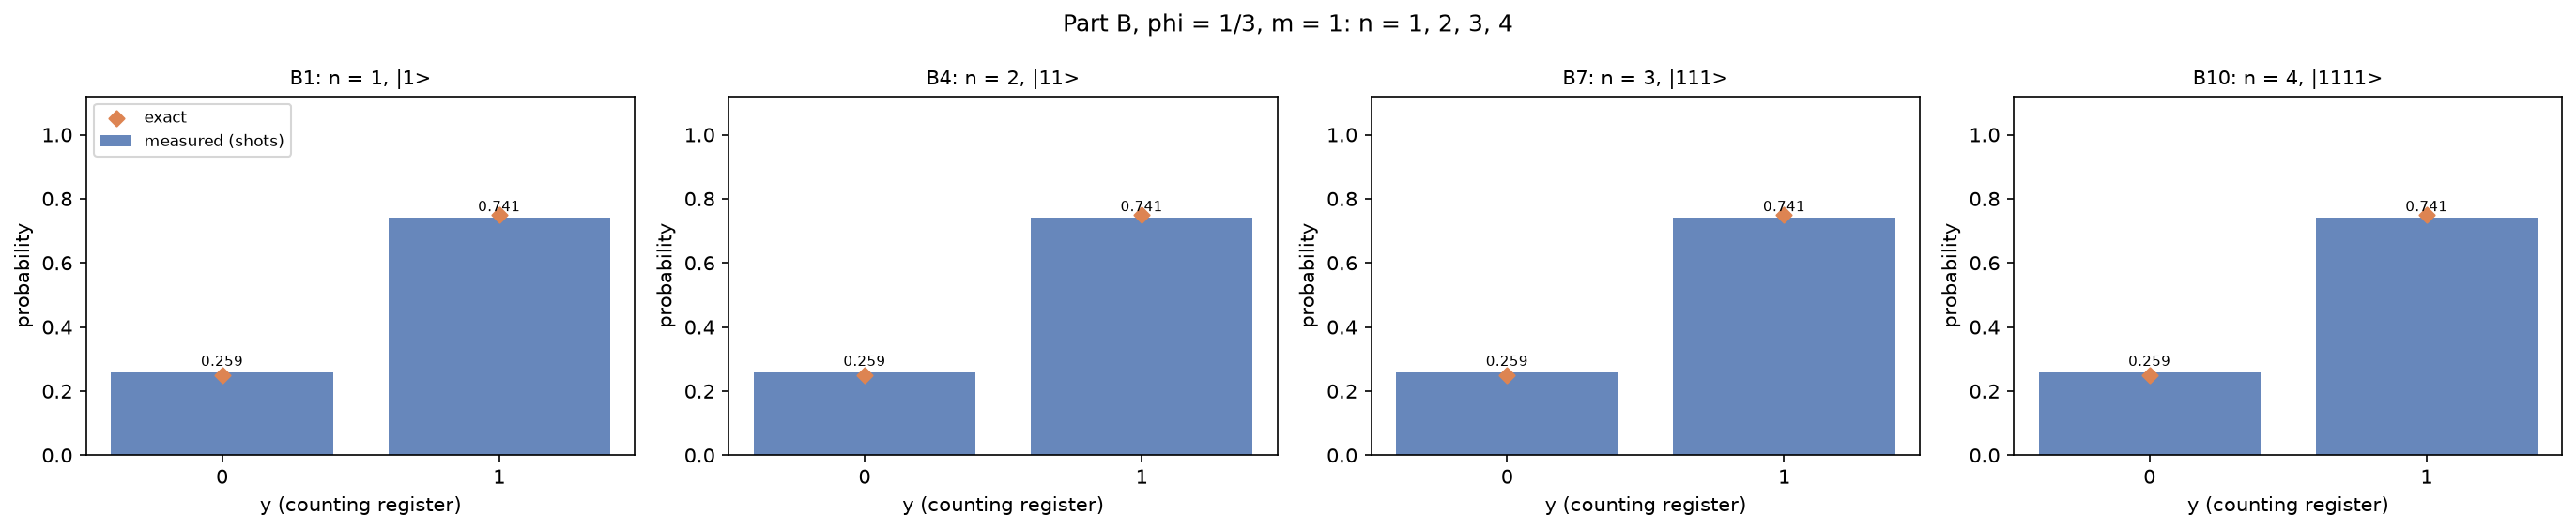 Part B, phi = 1/3, m = 1: n = 1, 2, 3, 4
B1: n = 1, |1>
exact
measured (shots)
1.0
0.8
0.6
0.4
0.2
0.0
probability
0.259
0.741
0
1
y (counting register)
B4: n = 2, |11>
1.0
0.8
0.6
0.4
0.2
0.0
probability
0.259
0.741
0
1
y (counting register)
B7: n = 3, |111>
1.0
0.8
0.6
0.4
0.2
0.0
probability
0.259
0.741
0
1
y (counting register)
B10: n = 4, |1111>
1.0
0.8
0.6
0.4
0.2
0.0
probability
0.259
0.741
0
1
y (counting register)